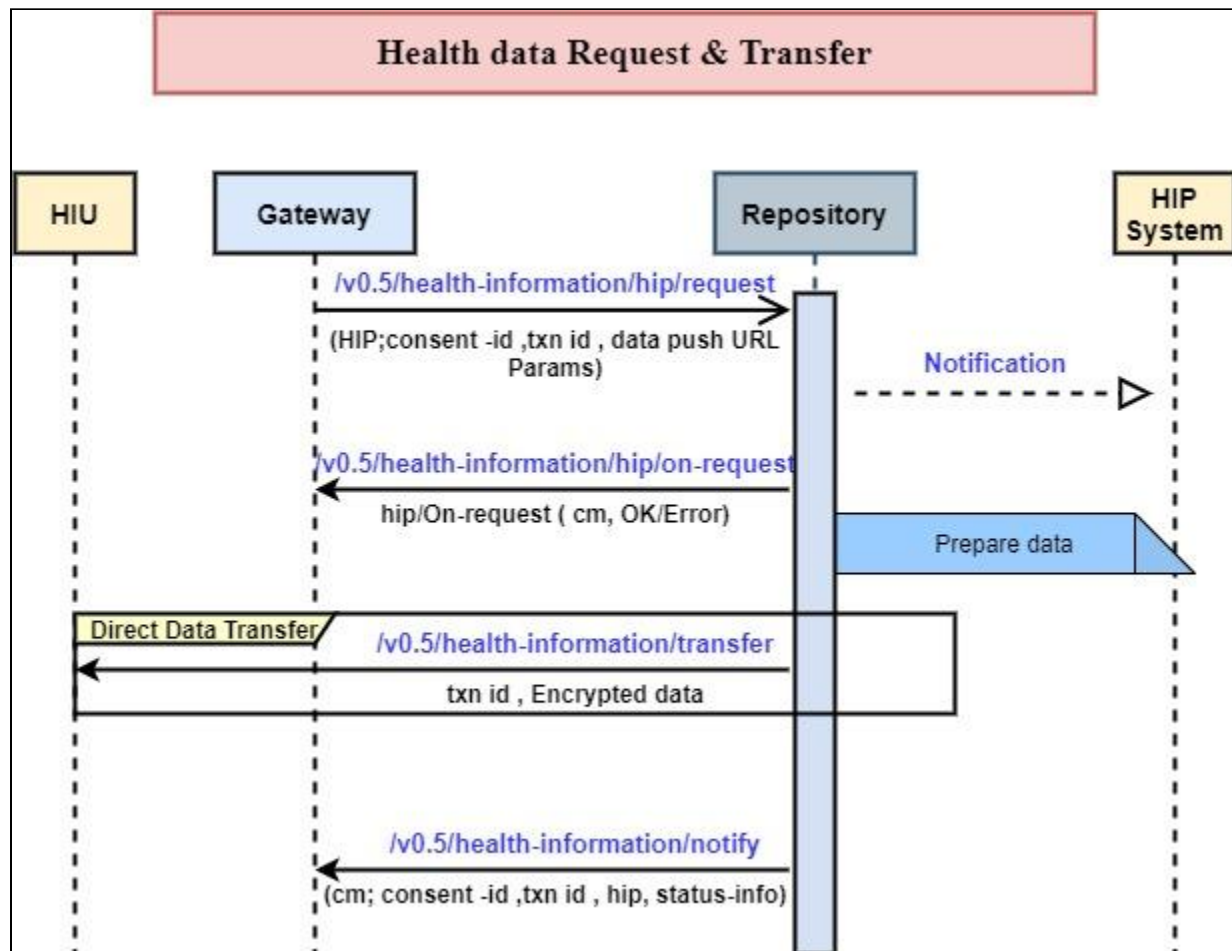 Health data Request & Transfer
HIU
Gateway
Repository
HIP
System
/v0.5/health-information/hip/request
(HIP;consent -id ,txn id , data push URL
Params)
Notification
/v0.5/health-information/hip/on-request
hip/On-request ( cm, OK/Error)
Prepare data
Direct Data Transfer
/v0.5/health-information/transfer
txn id , Encrypted data
/v0.5/health-information/notify
(cm; consent -id ,txn id , hip, status-info)